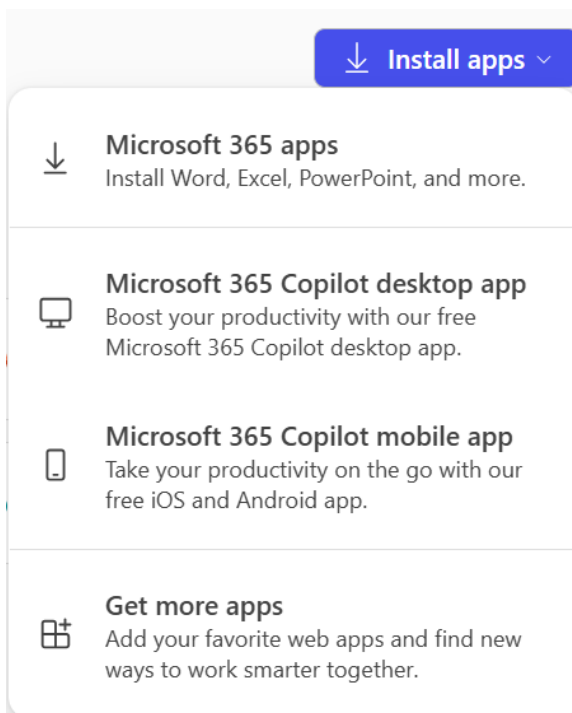 Install apps
Microsoft 365 apps
Install Word, Excel, PowerPoint, and more.
Microsoft 365 Copilot desktop app
Boost your productivity with our free
Microsoft 365 Copilot desktop app.
Microsoft 365 Copilot mobile app
Take your productivity on the go with our
free iOS and Android app.
Get more apps
Add your favorite web apps and find new
ways to work smarter together.